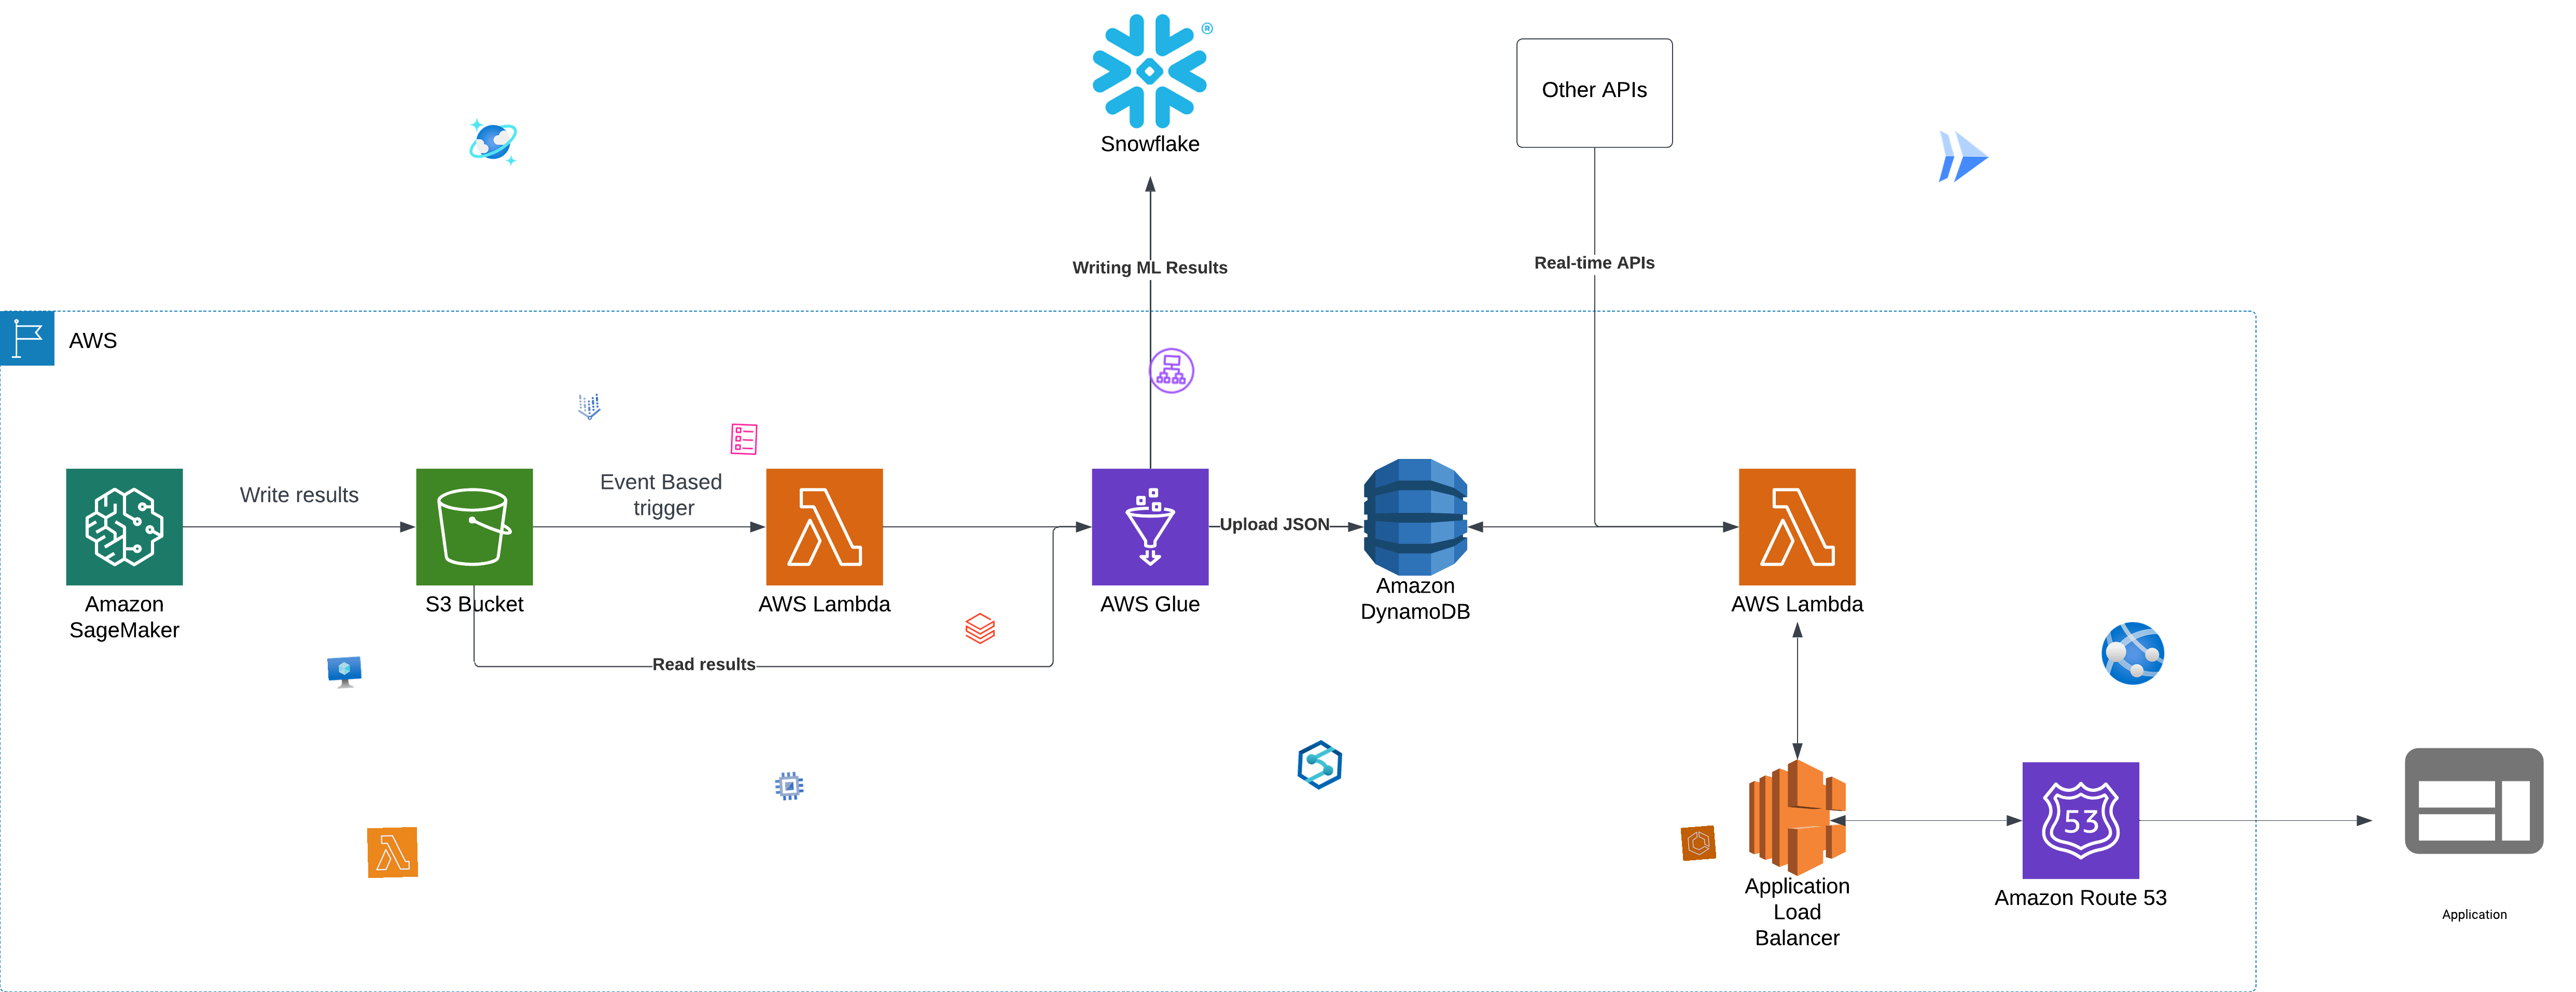 ®
Snowflake
Other APIs
Writing ML Results
Real-time APIs
AWS
Write results
Event Based
trigger
Upload JSON
Amazon
SageMaker
S3 Bucket
AWS Lambda
AWS Glue
Amazon
DynamoDB
AWS Lambda
Read results
53
Application
Load
Balancer
Amazon Route 53
Application